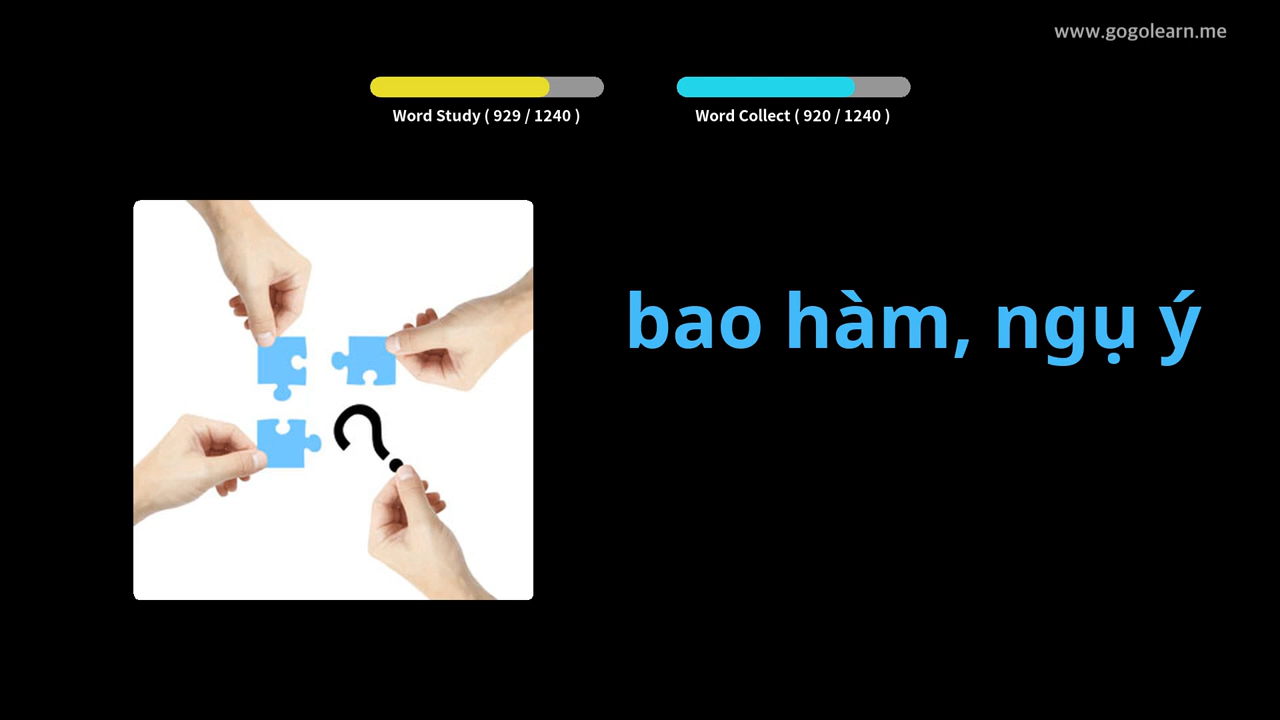 www.gogolearn.me
Word Study ( 929 / 1240 )
Word Collect ( 920 / 1240 )
bao hàm, ngụ ý
?